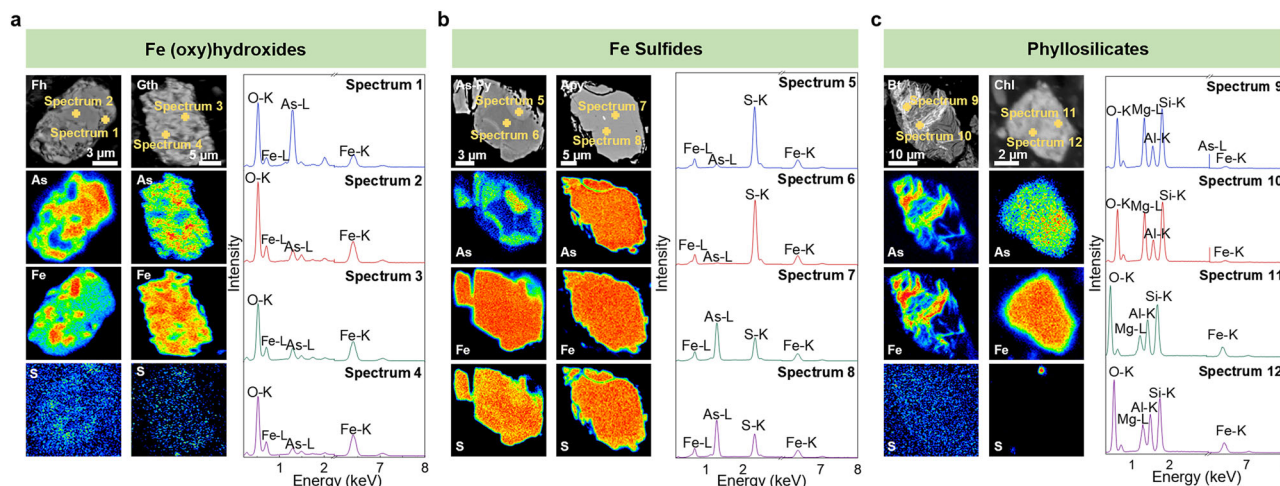 a
Fe (oxy)hydroxides
Fh
Spectrum 2
Spectrum 1
3 µm
Gth
Spectrum 3
Spectrum 4
5 µm
As
As
Fe
Fe
S
S
Intensity
Spectrum 1
O-K
As-L
Fe-L
Fe-K
Spectrum 2
O-K
Fe-L
As-L
Fe-K
Spectrum 3
O-K
Fe-L
As-L
Fe-K
Spectrum 4
O-K
Fe-L
As-L
Fe-K
1
2
7
8
Energy (keV)
b
Fe Sulfides
As-Py
Spectrum 5
Spectrum 6
3 µm
Apy
Spectrum 7
Spectrum 8
5 µm
As
As
Fe
Fe
S
S
Intensity
Spectrum 5
S-K
Fe-L
As-L
Fe-K
Spectrum 6
S-K
Fe-L
As-L
Fe-K
Spectrum 7
As-L
S-K
Fe-L
Fe-K
Spectrum 8
As-L
S-K
Fe-L
Fe-K
1
2
7
8
Energy (keV)
c
Phyllosilicates
Bt
Spectrum 9
Spectrum 10
10 µm
Chl
Spectrum 11
Spectrum 12
2 µm
As
As
Fe
Fe
S
S
Intensity
Spectrum 9
O-K
Mg-L
Si-K
Al-K
As-L
Fe-K
Spectrum 10
O-K
Mg-L
Si-K
Al-K
Fe-K
Spectrum 11
O-K
Si-K
Al-K
Mg-L
Fe-K
Spectrum 12
O-K
Si-K
Al-K
Mg-L
Fe-K
1
2
7
Energy (keV)